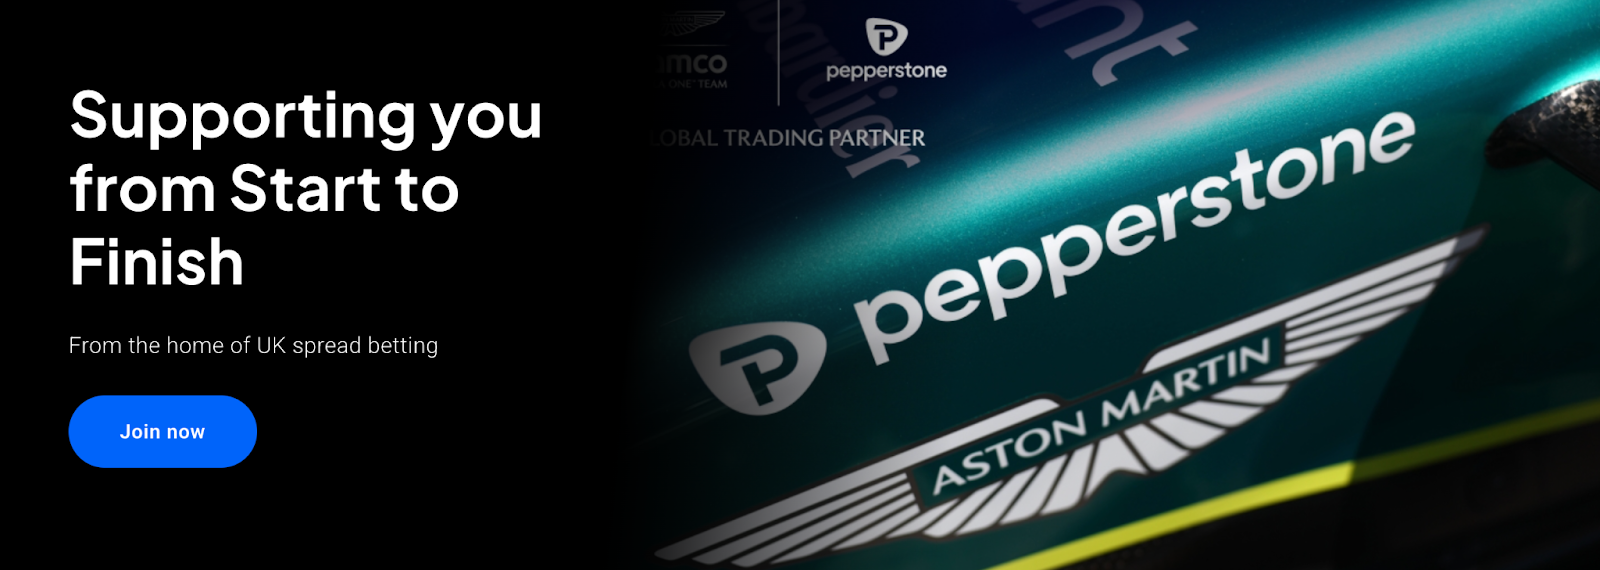 Supporting you
from Start to
Finish
From the home of UK spread betting
Join now
pepperstone
TRADING PARTNER
pepperstone
ASTON MARTIN